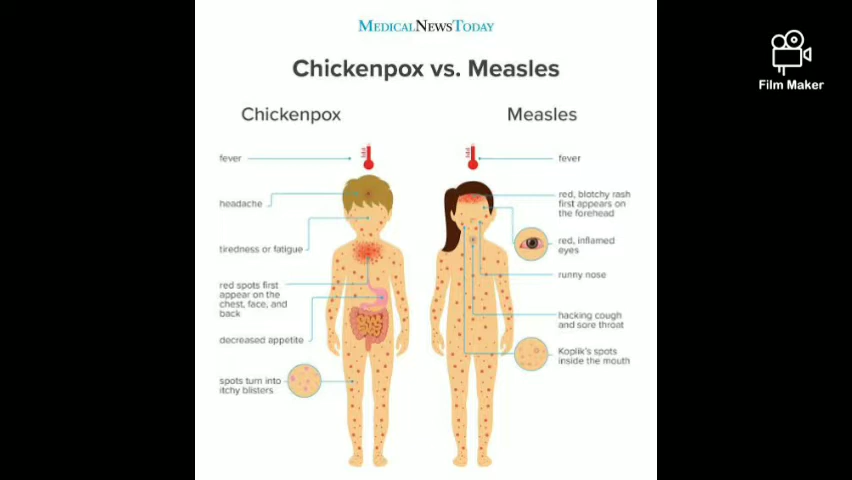 MEDICALNEWSTODAY
Film Maker
Chickenpox vs. Measles
Chickenpox
Measles
fever
headache
tiredness or fatigue
red spots first
appear on the
chest, face, and
back
decreased appetite
spots turn into
itchy blisters
fever
red, blotchy rash
first appears on
the forehead
red, inflamed
eyes
runny nose
hacking cough
and sore throat
Koplik's spots
inside the mouth